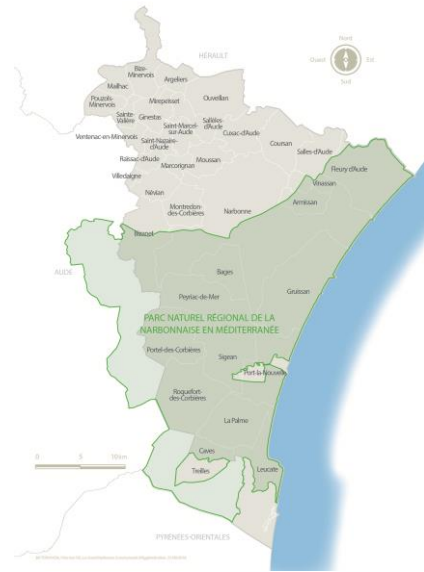 Nord
Ouest
Est
Sud
HÉRAULT
Bize-
Minervois
Mailhac
Argeliers
Pouzols-
Minervois
Mirepeisset
Ouveillan
Sainte-
Valière
Ginestas
Saint-Marcel-
sur-Aude
Sallèles-
d'Aude
Cuxac-d'Aude
Ventenac-en-Minervois
Saint-Nazaire-
d'Aude
Coursan
Salles-d'Aude
Raissac-d'Aude
Moussan
Marcorignan
Fleury d'Aude
Villedaigne
Vinassan
Névian
Armissan
Montredon-
des-Corbières
Narbonne
Bizanet
AUDE
Bages
Gruissan
Peyriac-de-Mer
PARC NATUREL RÉGIONAL DE LA
NARBONNAISE EN MÉDITERRANÉE
Portel-des-Corbières
Sigean
Port-la-Nouvelle
Roquefort
des-Corbières
La Palme
Caves
0
5
10 km
Treilles
Leucate
PYRÉNÉES-ORIENTALES